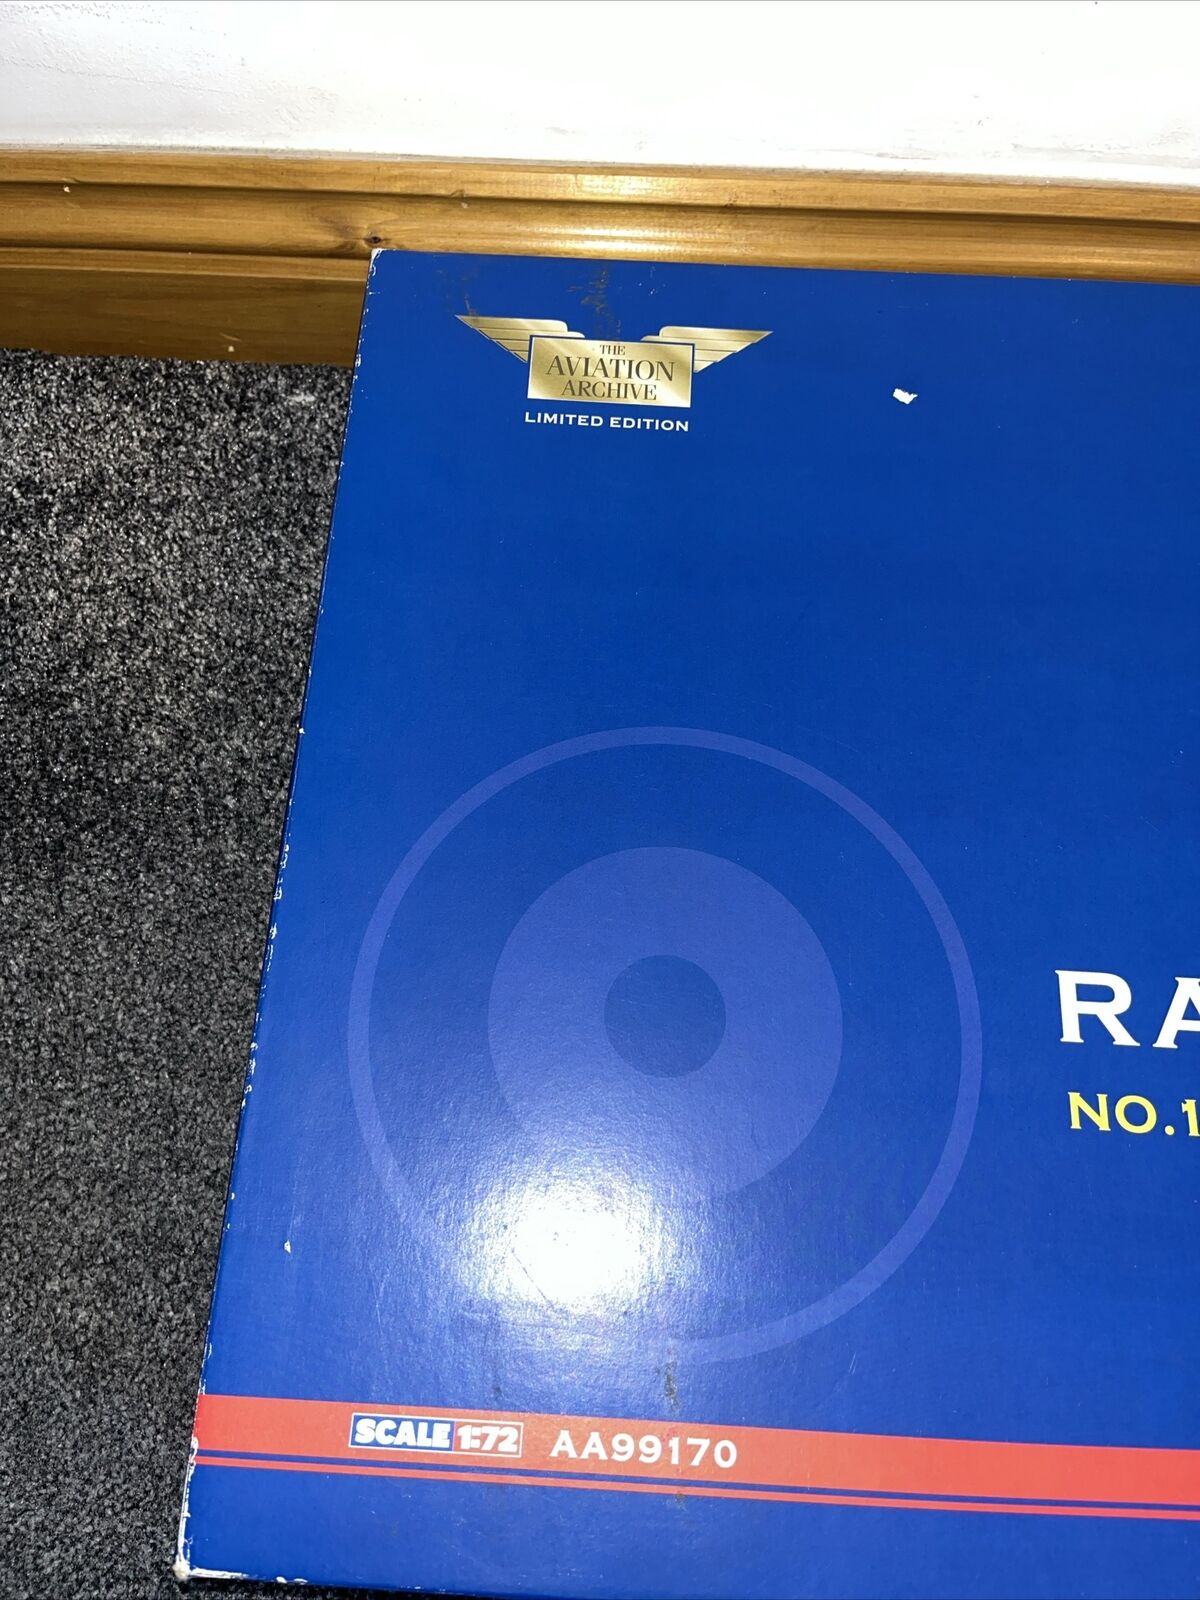 THE
AVIATION
ARCHIVE
LIMITED EDITION
RA
NO.1
SCALE 1:72 AA99170